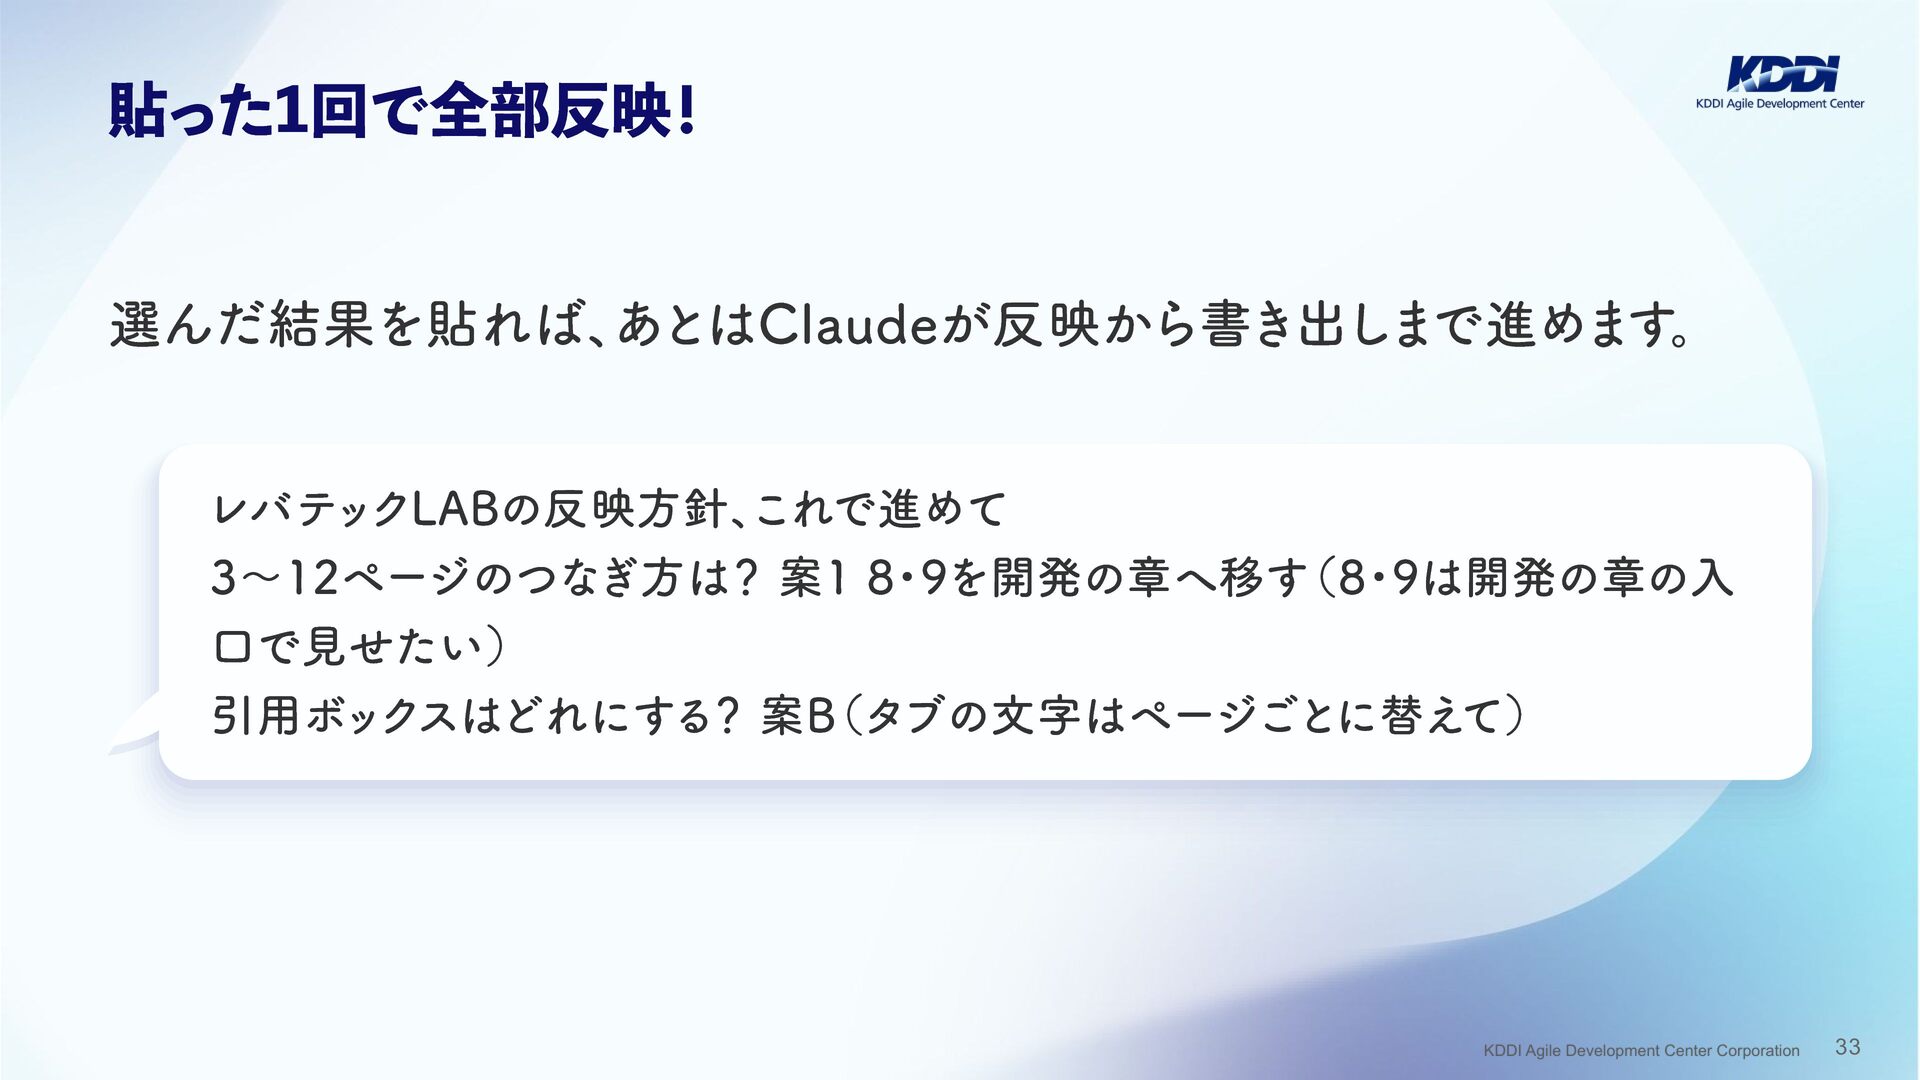 貼った1回で全部反映!
KDDI
KDDI Agile Development Center
選んだ結果を貼れば、あとはClaudeが反映から書き出しまで進めます。
レバテックLABの反映方針、これで進めて
3〜12ページのつなぎ方は? 案1 8・9を開発の章へ移す（8・9は開発の章の入
口で見せたい）
引用ボックスはどれにする? 案B（タブの文字はページごとに替えて）
KDDI Agile Development Center Corporation 33